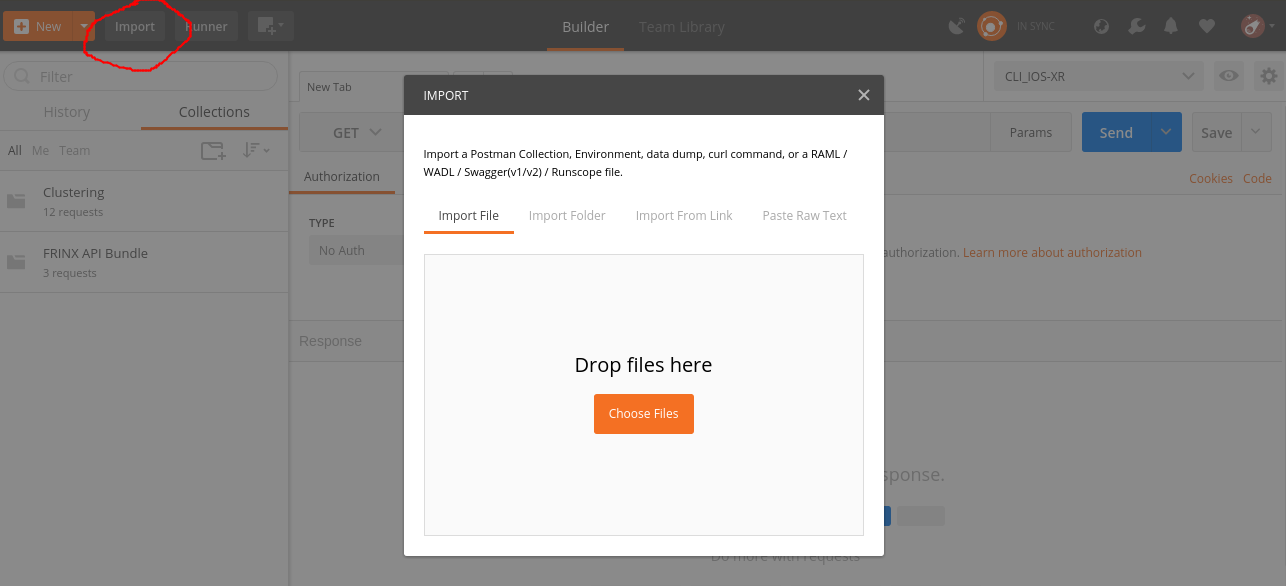 New
Import
Runner
Builder
Team Library
IN SYNC
Filter
History
Collections
All
Me
Team
Clustering
12 requests
FRINX API Bundle
3 requests
New Tab
CLI_IOS-XR
GET
Params
Send
Save
Authorization
Cookies
Code
TYPE
No Auth
authorization. Learn more about authorization
Response
IMPORT
Import a Postman Collection, Environment, data dump, curl command, or a RAML /
WADL / Swagger(v1/v2) / Runscope file.
Import File
Import Folder
Import From Link
Paste Raw Text
Drop files here
Choose Files
sponse.
Do more with requests